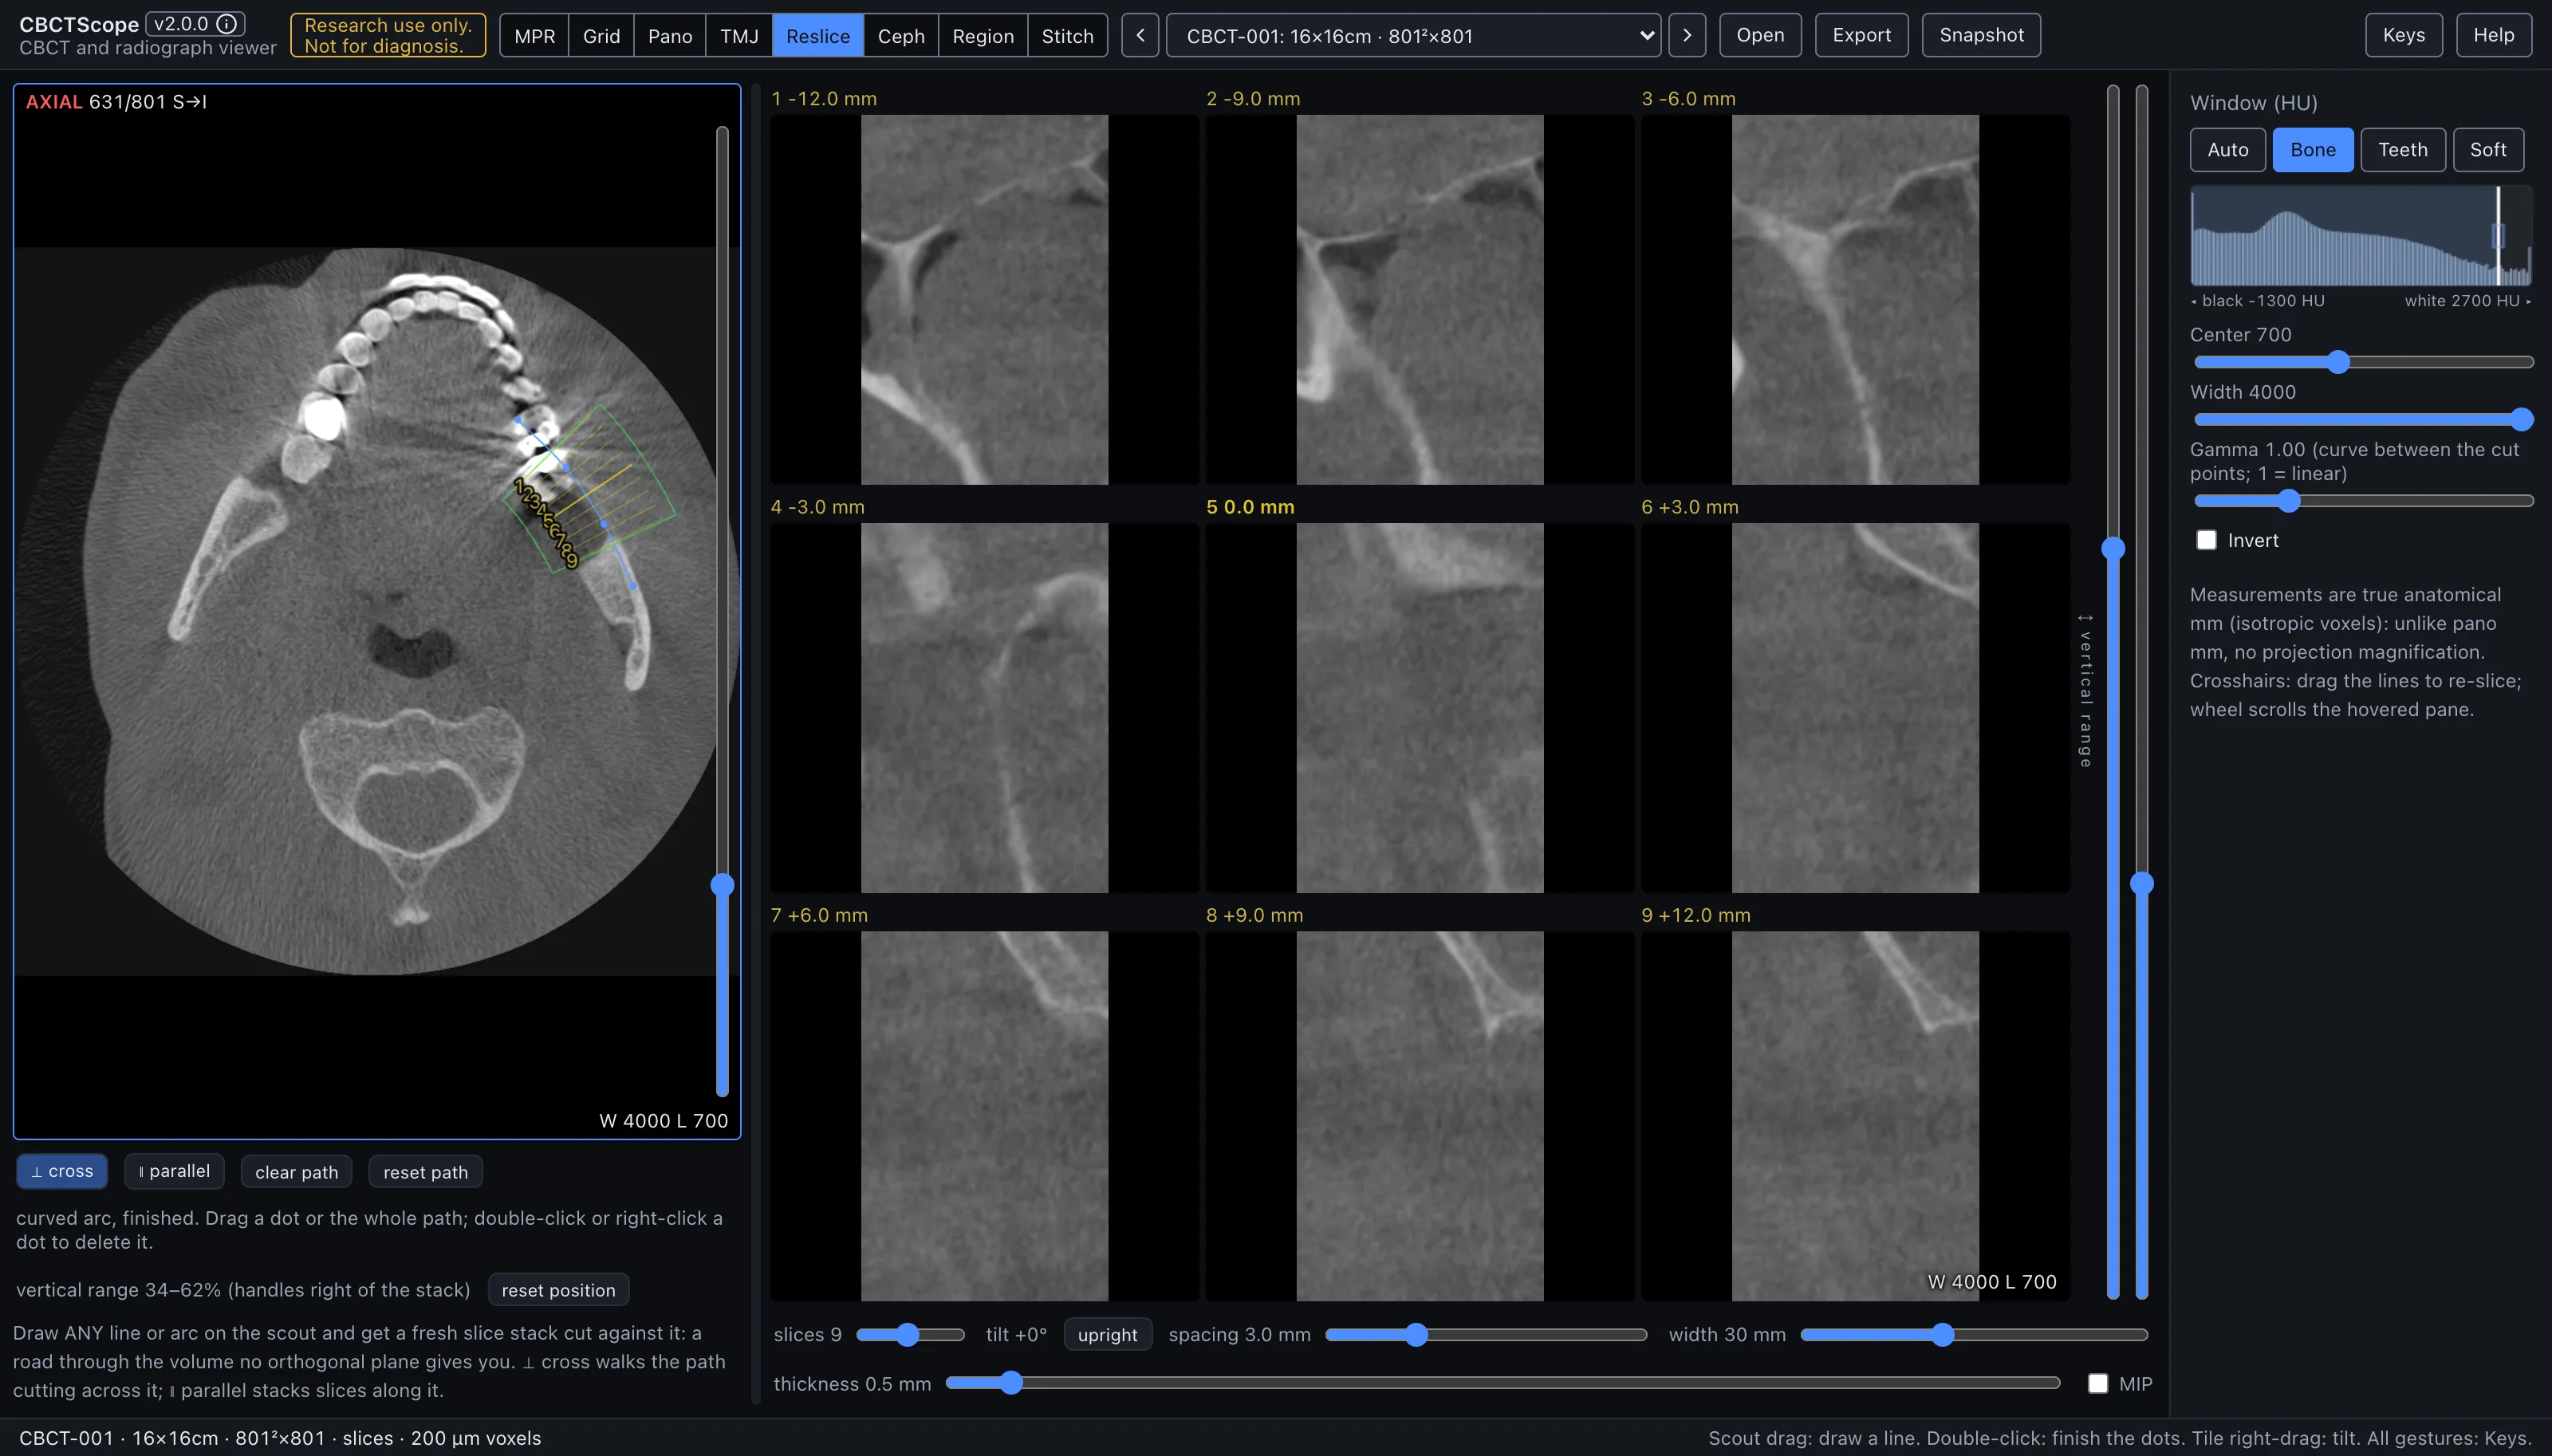 CBCTScope v2.0.0
CBCT and radiograph viewer
Research use only.
Not for diagnosis.
MPR Grid Pano TMJ Reslice Ceph Region Stitch
CBCT-001: 16×16cm · 801²×801
Open Export Snapshot Keys Help
AXIAL 631/801 S→I
1 2 3 4 5 6 7 8 9
W 4000 L 700
⊥ cross ∥ parallel clear path reset path
curved arc, finished. Drag a dot or the whole path; double-click or right-click a
dot to delete it.
vertical range 34–62% (handles right of the stack) reset position
Draw ANY line or arc on the scout and get a fresh slice stack cut against it: a
road through the volume no orthogonal plane gives you. ⊥ cross walks the path
cutting across it; ∥ parallel stacks slices along it.
1 -12.0 mm
2 -9.0 mm
3 -6.0 mm
4 -3.0 mm
5 0.0 mm
6 +3.0 mm
7 +6.0 mm
8 +9.0 mm
9 +12.0 mm
W 4000 L 700
↕ vertical range
slices 9 tilt +0° upright spacing 3.0 mm width 30 mm
thickness 0.5 mm MIP
Window (HU)
Auto Bone Teeth Soft
◂ black -1300 HU white 2700 HU ▸
Center 700
Width 4000
Gamma 1.00 (curve between the cut
points; 1 = linear)
Invert
Measurements are true anatomical
mm (isotropic voxels): unlike pano
mm, no projection magnification.
Crosshairs: drag the lines to re-slice;
wheel scrolls the hovered pane.
CBCT-001 · 16×16cm · 801²×801 · slices · 200 µm voxels
Scout drag: draw a line. Double-click: finish the dots. Tile right-drag: tilt. All gestures: Keys.